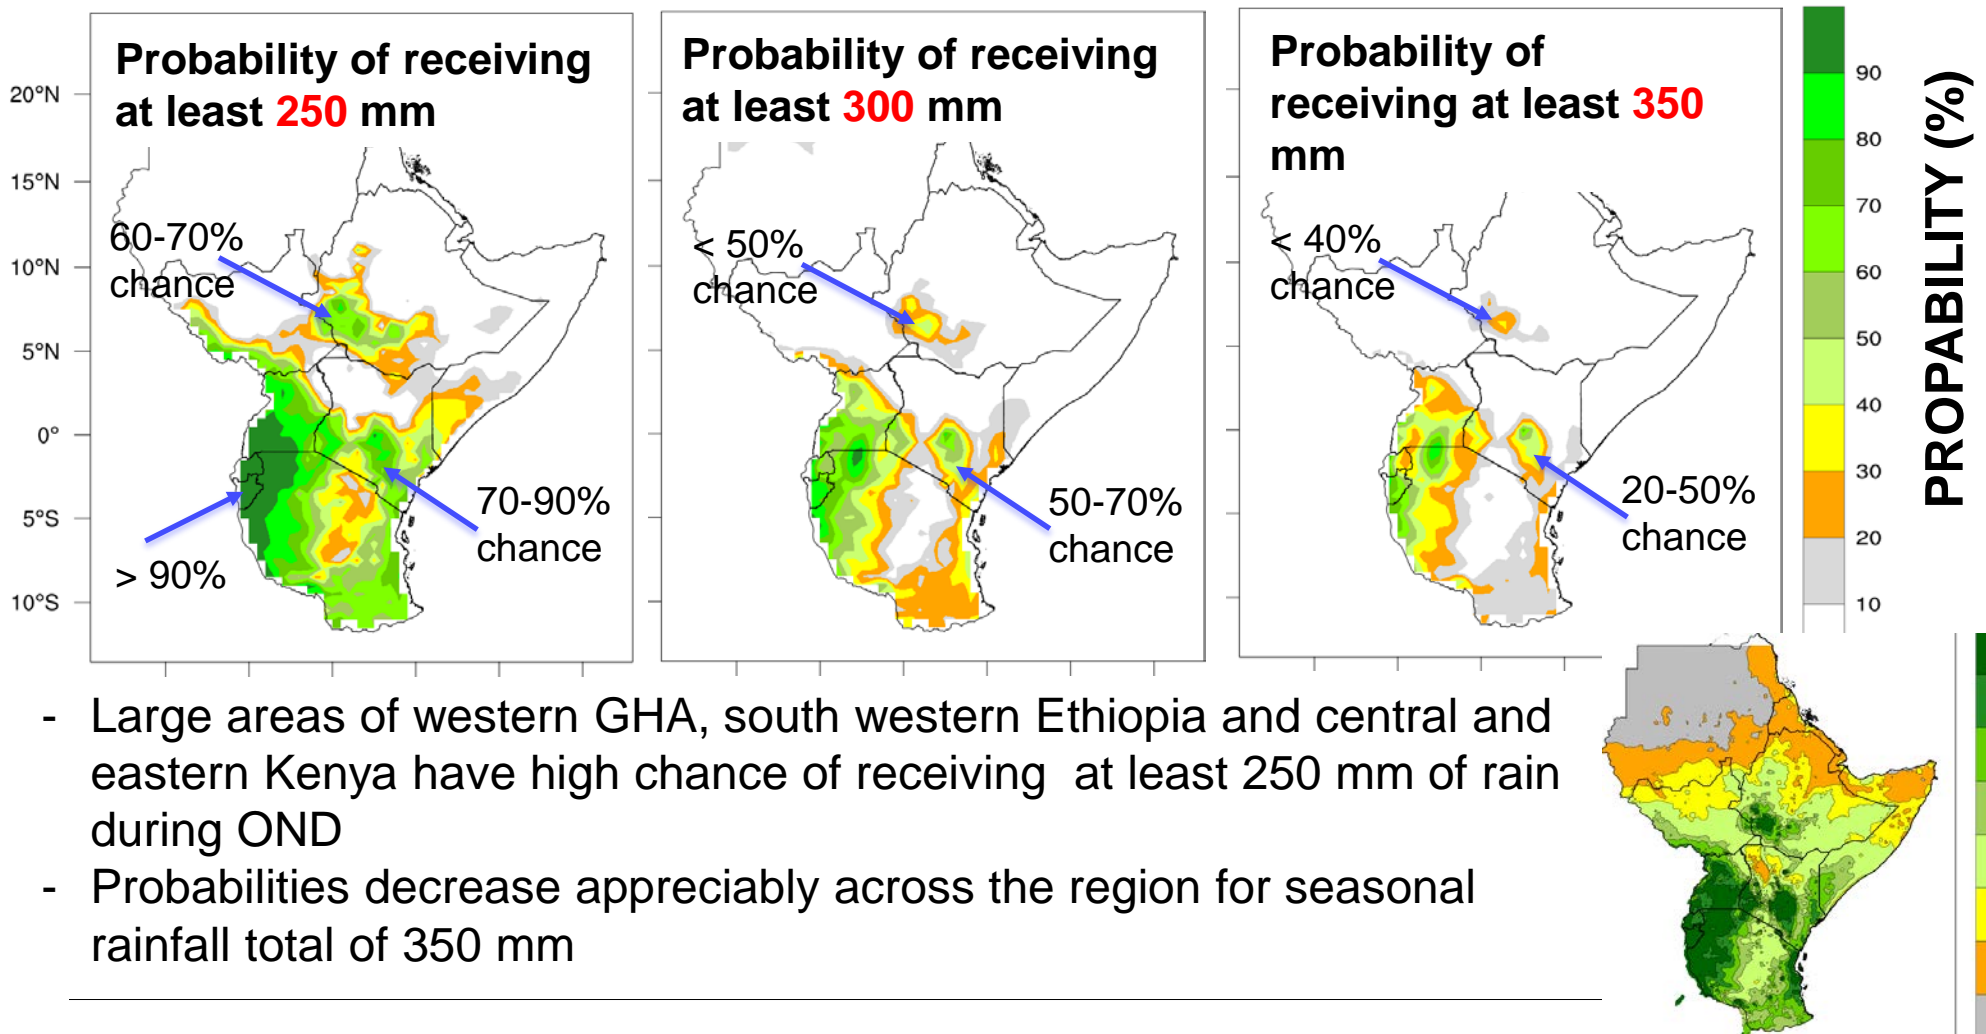 Probability of receiving
at least 250 mm
Probability of receiving
at least 300 mm
Probability of
receiving at least 350
mm
20°N
15°N
10°N
5°N
0°
5°S
10°S
60-70%
chance
> 90%
70-90%
chance
< 50%
chance
50-70%
chance
< 40%
chance
20-50%
chance
90
80
70
60
50
40
30
20
10
PROPABILITY (%)
- Large areas of western GHA, south western Ethiopia and central and
eastern Kenya have high chance of receiving at least 250 mm of rain
during OND
- Probabilities decrease appreciably across the region for seasonal
rainfall total of 350 mm